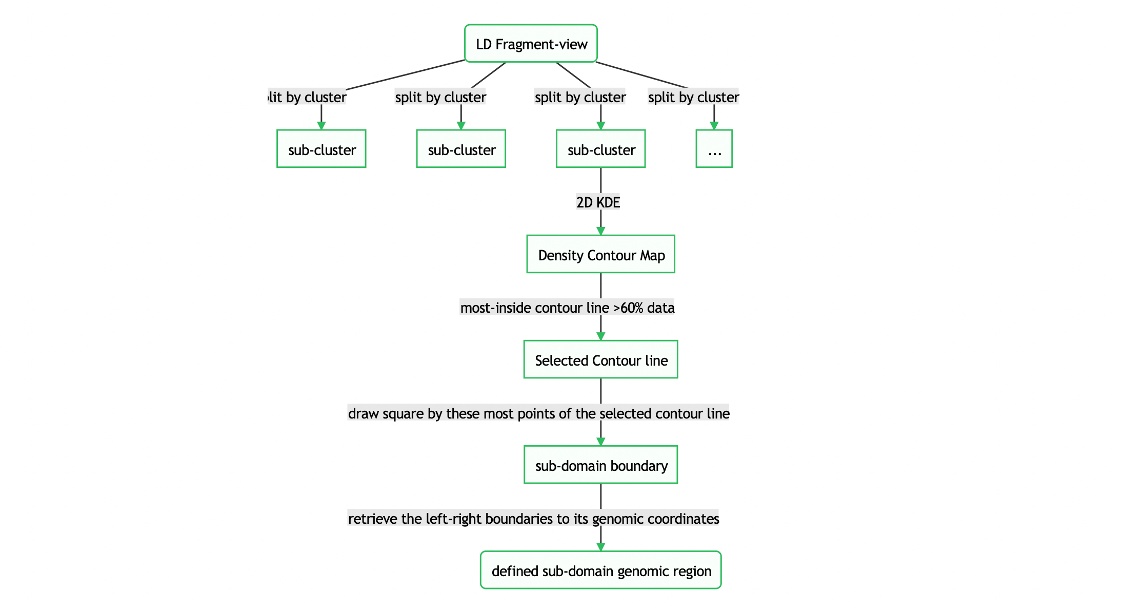 LD Fragment-view
lit by cluster split by cluster split by cluster split by cluster
sub-cluster sub-cluster sub-cluster ...
2D KDE
Density Contour Map
most-inside contour line >60% data
Selected Contour line
draw square by these most points of the selected contour line
sub-domain boundary
retrieve the left-right boundaries to its genomic coordinates
defined sub-domain genomic region